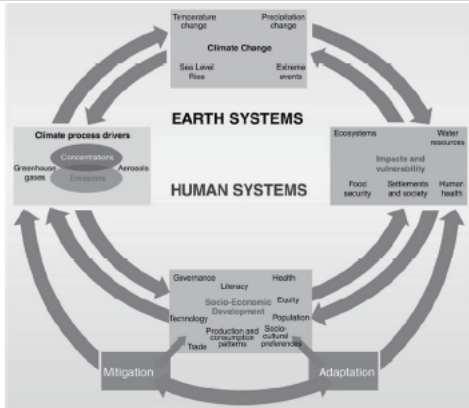 Temperature change
Precipitation change
Climate Change
Sea Level Rise
Extreme events
EARTH SYSTEMS
Climate process drivers
Concentrations
Greenhouse gases
Aerosols
Emissions
Ecosystems
Water resources
Impacts and vulnerability
Food security
Settlements and society
Human health
HUMAN SYSTEMS
Governance
Health
Literacy
Socio-Economic Development
Equity
Technology
Population
Production and consumption patterns
Socio-cultural preferences
Trade
Mitigation
Adaptation